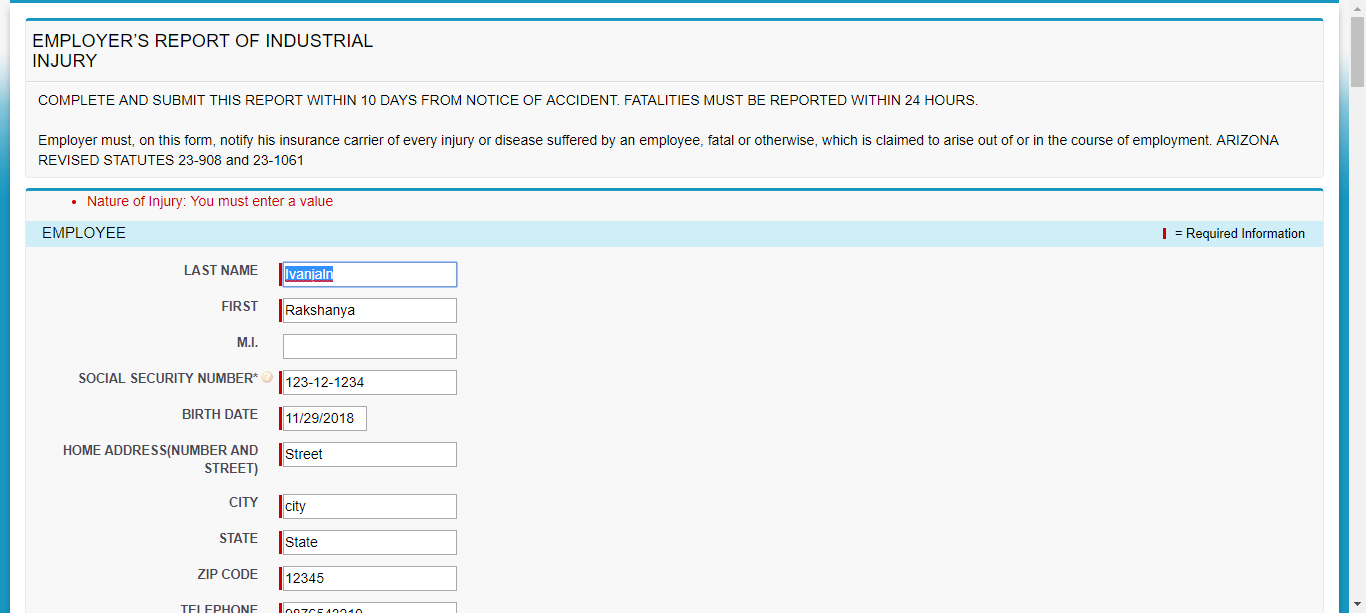 EMPLOYER’S REPORT OF INDUSTRIAL
INJURY
COMPLETE AND SUBMIT THIS REPORT WITHIN 10 DAYS FROM NOTICE OF ACCIDENT. FATALITIES MUST BE REPORTED WITHIN 24 HOURS.
Employer must, on this form, notify his insurance carrier of every injury or disease suffered by an employee, fatal or otherwise, which is claimed to arise out of or in the course of employment. ARIZONA
REVISED STATUTES 23-908 and 23-1061
• Nature of Injury: You must enter a value
EMPLOYEE = Required Information
LAST NAME Ivanjaln
FIRST Rakshanya
M.I.
SOCIAL SECURITY NUMBER* 123-12-1234
BIRTH DATE 11/29/2018
HOME ADDRESS(NUMBER AND
STREET) Street
CITY city
STATE State
ZIP CODE 12345
TELEPHONE 9876543210